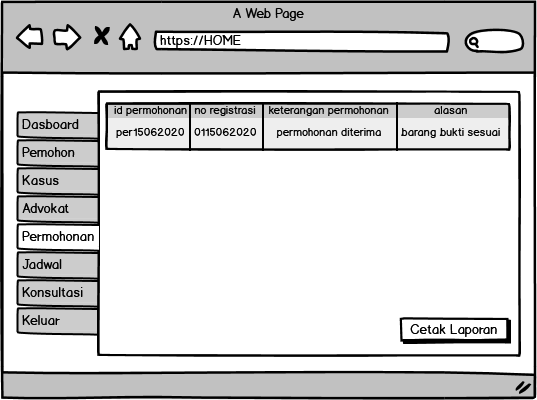 A Web Page
https://HOME
id permohonan no registrasi keterangan permohonan alasan
per15062020 0115062020 permohonan diterima barang bukti sesuai
Dasboard
Pemohon
Kasus
Advokat
Permohonan
Jadwal
Konsultasi
Keluar
Cetak Laporan